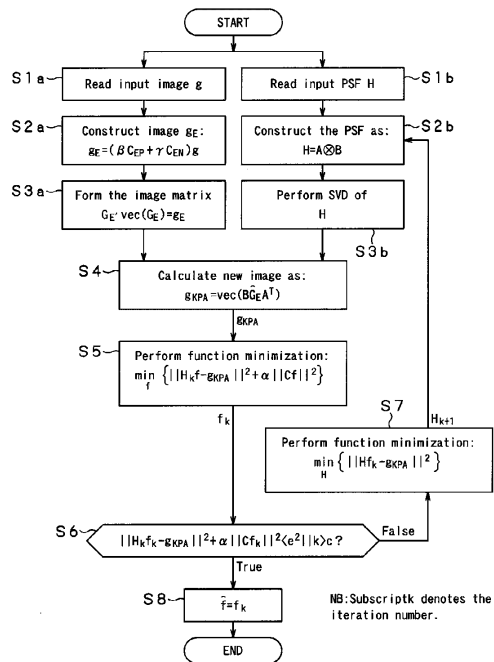 START
S1a
Read input image g
Read input PSF H
S1b
S2a
Construct image gE:
gE=(βCEP+γCEN)g
Construct the PSF as:
H=A⊗B
S2b
S3a
Form the image matrix
GE, vec(GE)=gE
Perform SVD of
H
S3b
S4
Calculate new image as:
gKPA=vec(BĜEAᵀ)
gKPA
S5
Perform function minimization:
min f {||Hkf-gKPA||²+α||Cf||²}
fk
S7
Hk+1
Perform function minimization:
min H {||Hfk-gKPA||²}
S6
||Hkfk-gKPA||²+α||Cfk||²<e²||k>c?
False
True
S8
f̂=fk
NB:Subscriptk denotes the
iteration number.
END